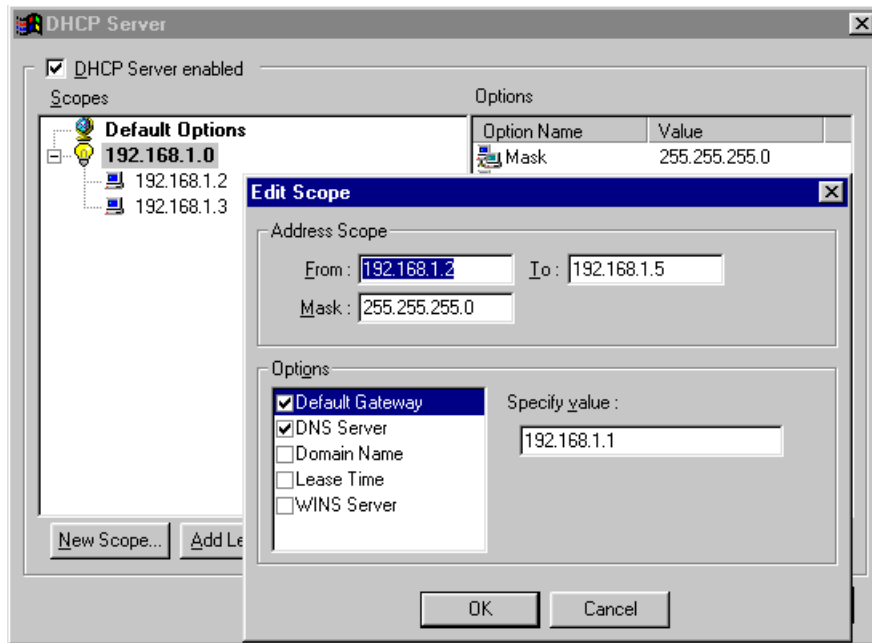 DHCP Server
DHCP Server enabled
Scopes
Options
Default Options
192.168.1.0
192.168.1.2
192.168.1.3
Option Name Value
Mask 255.255.255.0
Edit Scope
Address Scope
From : 192.168.1.2 To : 192.168.1.5
Mask : 255.255.255.0
Options
Default Gateway
DNS Server
Domain Name
Lease Time
WINS Server
Specify value :
192.168.1.1
New Scope...
Add Le
OK
Cancel